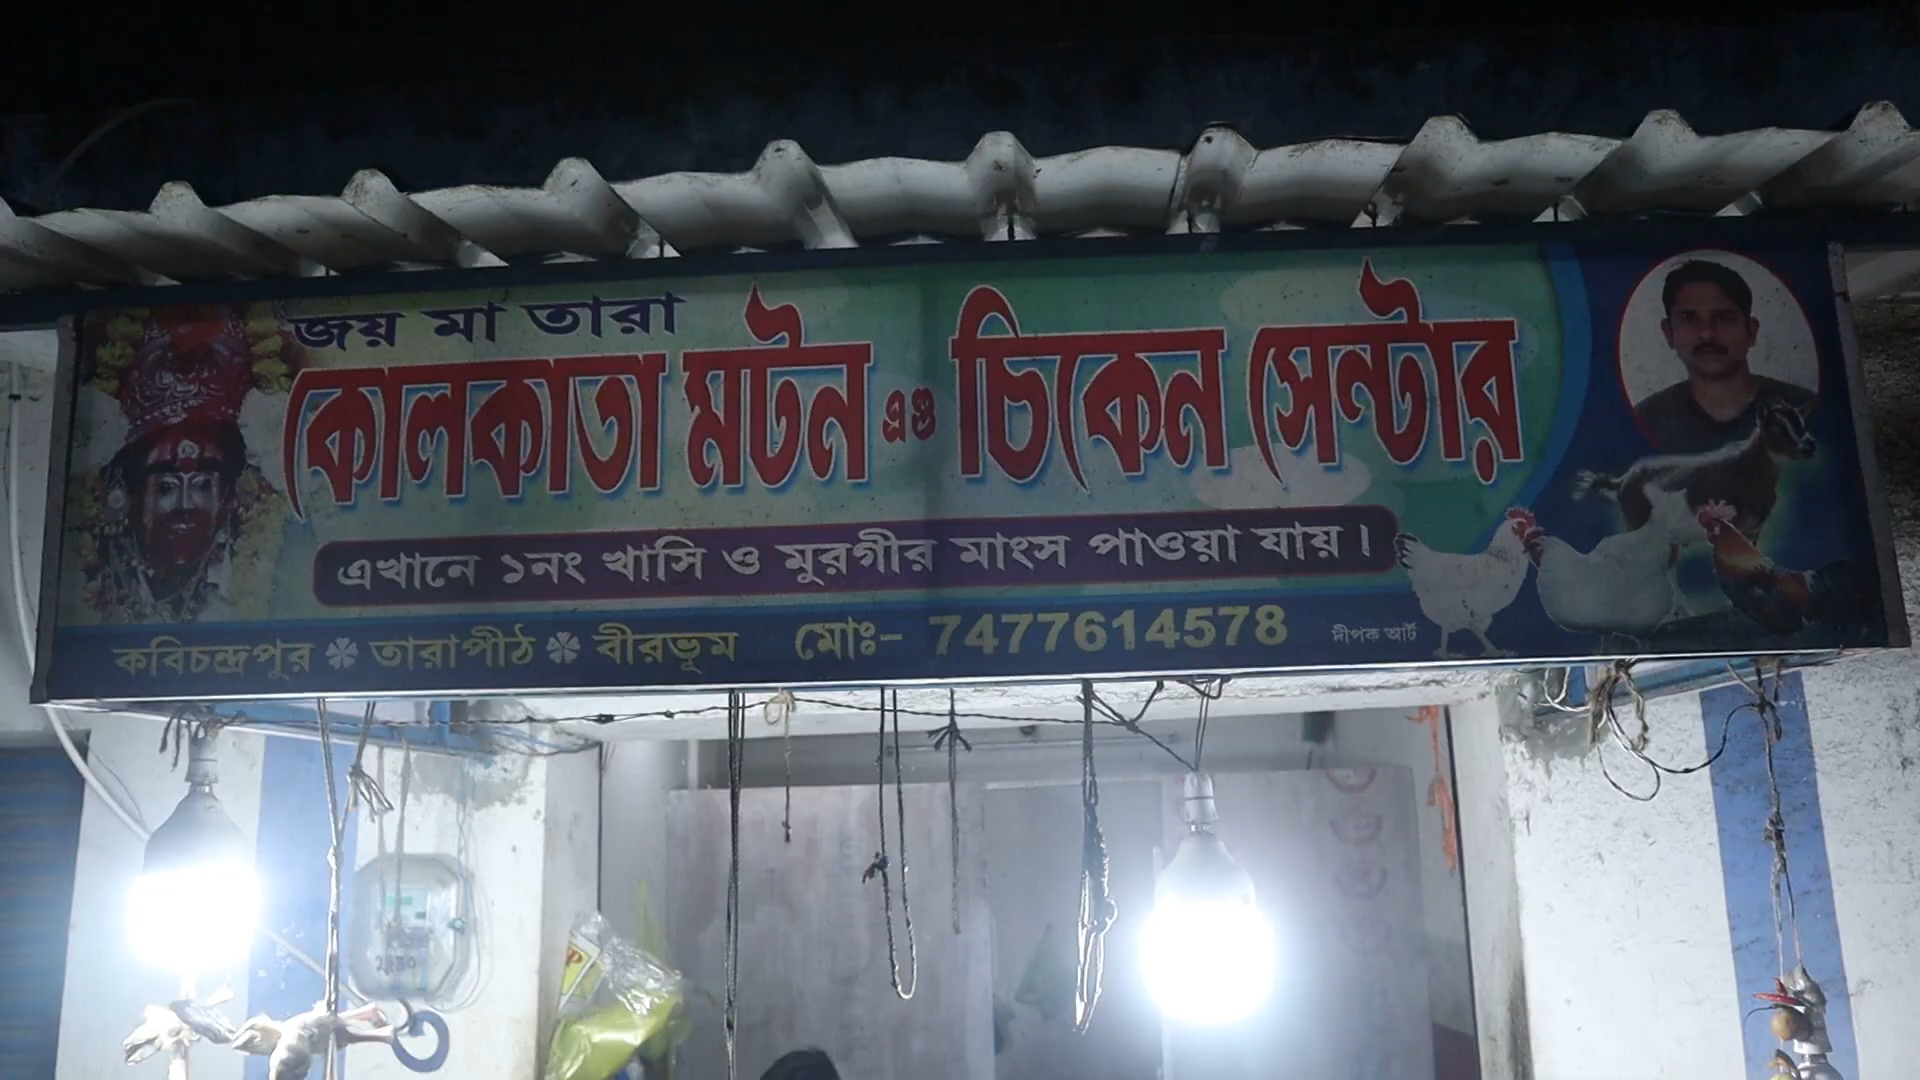 জয় মা তারা
কোলকাতা মটন এণ্ড চিকেন সেন্টার
এখানে ১নং খাসি ও মুরগীর মাংস পাওয়া যায়।
কবিচন্দ্রপুর তারাপীঠ বীরভূম মোঃ- 7477614578
দীপক আর্ট